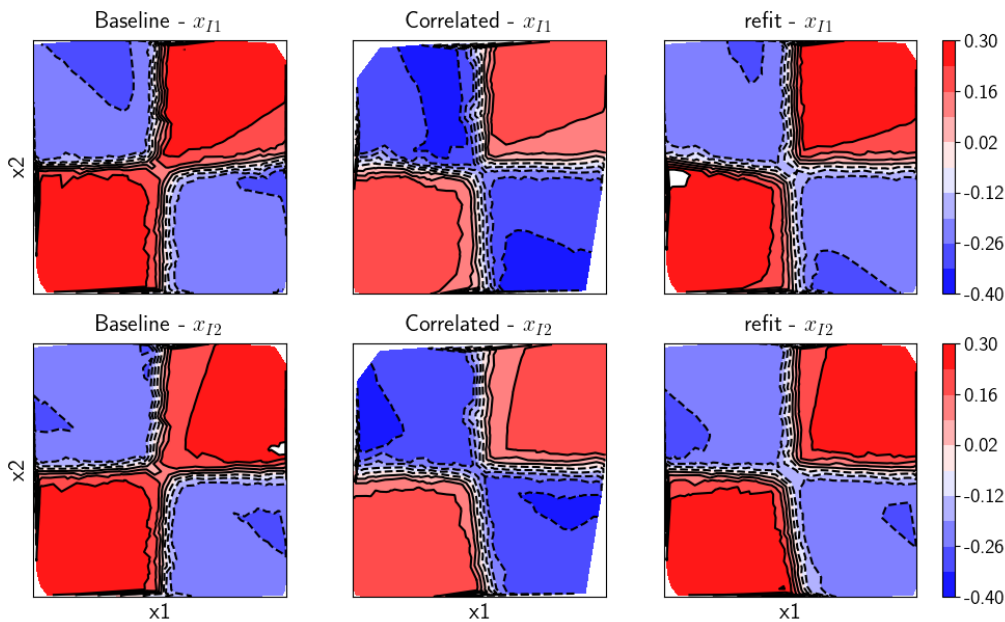 Baseline - x_{I1}
Correlated - x_{I1}
refit - x_{I1}
x2
0.30
0.16
0.02
-0.12
-0.26
-0.40
Baseline - x_{I2}
Correlated - x_{I2}
refit - x_{I2}
x2
0.30
0.16
0.02
-0.12
-0.26
-0.40
x1
x1
x1